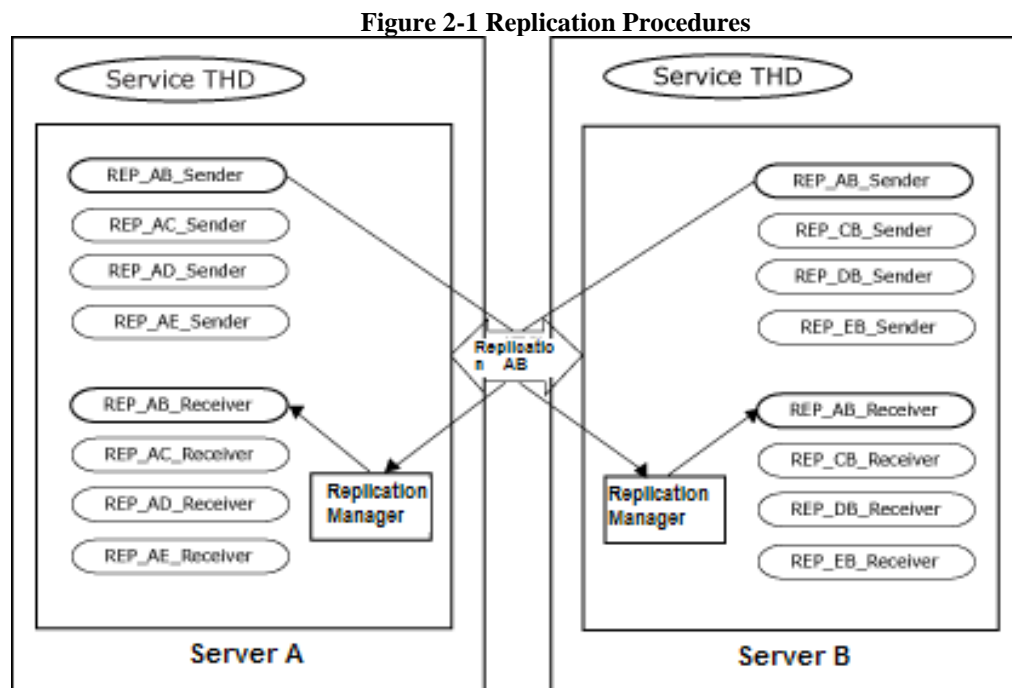 Figure 2-1 Replication Procedures
Service THD
REP_AB_Sender
REP_AC_Sender
REP_AD_Sender
REP_AE_Sender
REP_AB_Receiver
REP_AC_Receiver
REP_AD_Receiver
REP_AE_Receiver
Replication
Manager
Server A
Replicatio
n AB
Service THD
REP_AB_Sender
REP_CB_Sender
REP_DB_Sender
REP_EB_Sender
REP_AB_Receiver
REP_CB_Receiver
REP_DB_Receiver
REP_EB_Receiver
Replication
Manager
Server B